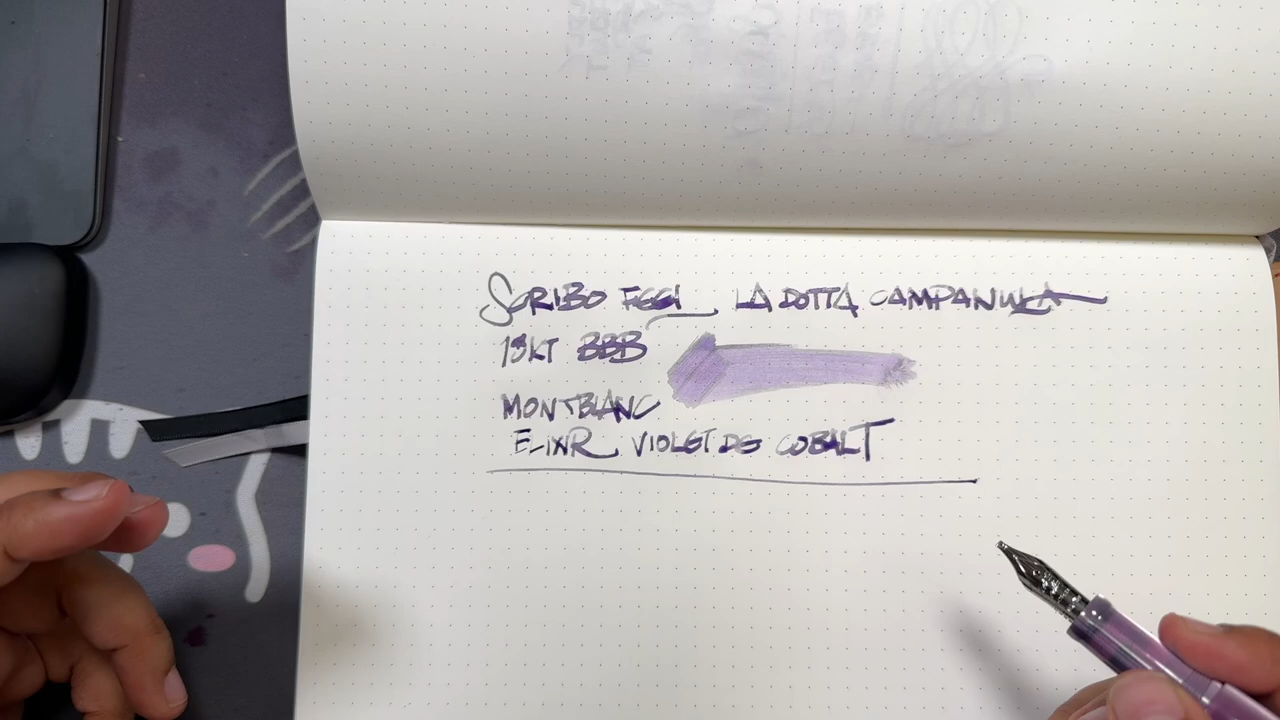 SCRIBO FEEL LA DOTTA CAMPANULA
18KT BBB
MONTBLANC
ELIXIR VIOLET DE COBALT